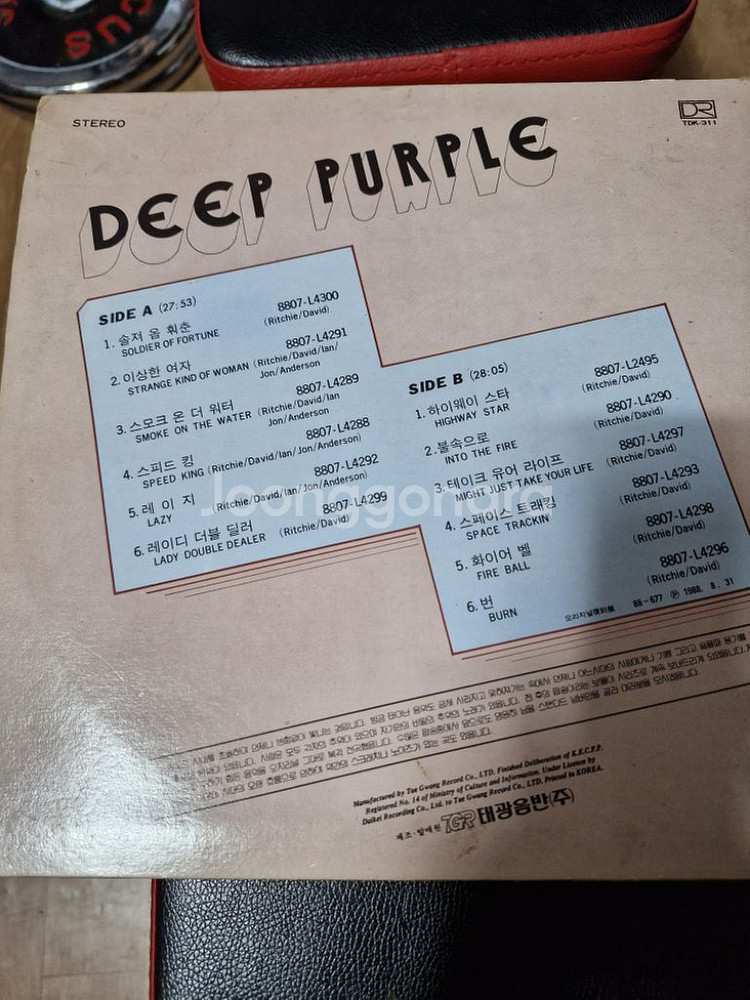 CUS
STEREO
DR
TDK-311
DEEP PURPLE
SIDE A (27:53)
8807-L4300
1. 솔져 옵 훠춘
(Ritchie/David)
SOLDIER OF FORTUNE
8807-L4291
2. 이상한 여자
STRANGE KIND OF WOMAN (Ritchie/David/Ian/
Jon/Anderson)
8807-L4289
3. 스모크 온 더 워터
SMOKE ON THE WATER (Ritchie/David/Ian
Jon/Anderson)
8807-L4288
4. 스피드 킹
SPEED KING (Ritchie/David/Ian/Jon/Anderson)
8807-L4292
5. 레 이 지
LAZY
(Ritchie/David/Ian/Jon/Anderson)
8807-L4299
6. 레이디 더블 딜러
LADY DOUBLE DEALER
(Ritchie/David)
SIDE B (28:05)
8807-L2495
1. 하이웨이 스타
(Ritchie/David)
HIGHWAY STAR
8807-L4290
2. 불속으로
(Ritchie/David)
INTO THE FIRE
8807-L4297
3. 테이크 유어 라이프
(Ritchie/David)
MIGHT JUST TAKE YOUR LIFE
8807-L4293
4. 스페이스 트래킹
(Ritchie/David)
SPACE TRACKIN'
8807-L4298
5. 화이어 벨
(Ritchie/David)
FIRE BALL
8807-L4296
6. 번
(Ritchie/David)
BURN
88-677 Ⓟ 1988. 8. 31
Joonggonara
Manufactured by Tae Gwang Record Co., LTD. Finished Deliberation of K.E.C.P.P.
Registered No. 14 of Ministry of Culture and Information. Under Licence by
Daikei Recording Co., Ltd. to Tae Gwang Record Co., LTD. Printed in KOREA.
제조·발매원 TGR 태광음반(주)